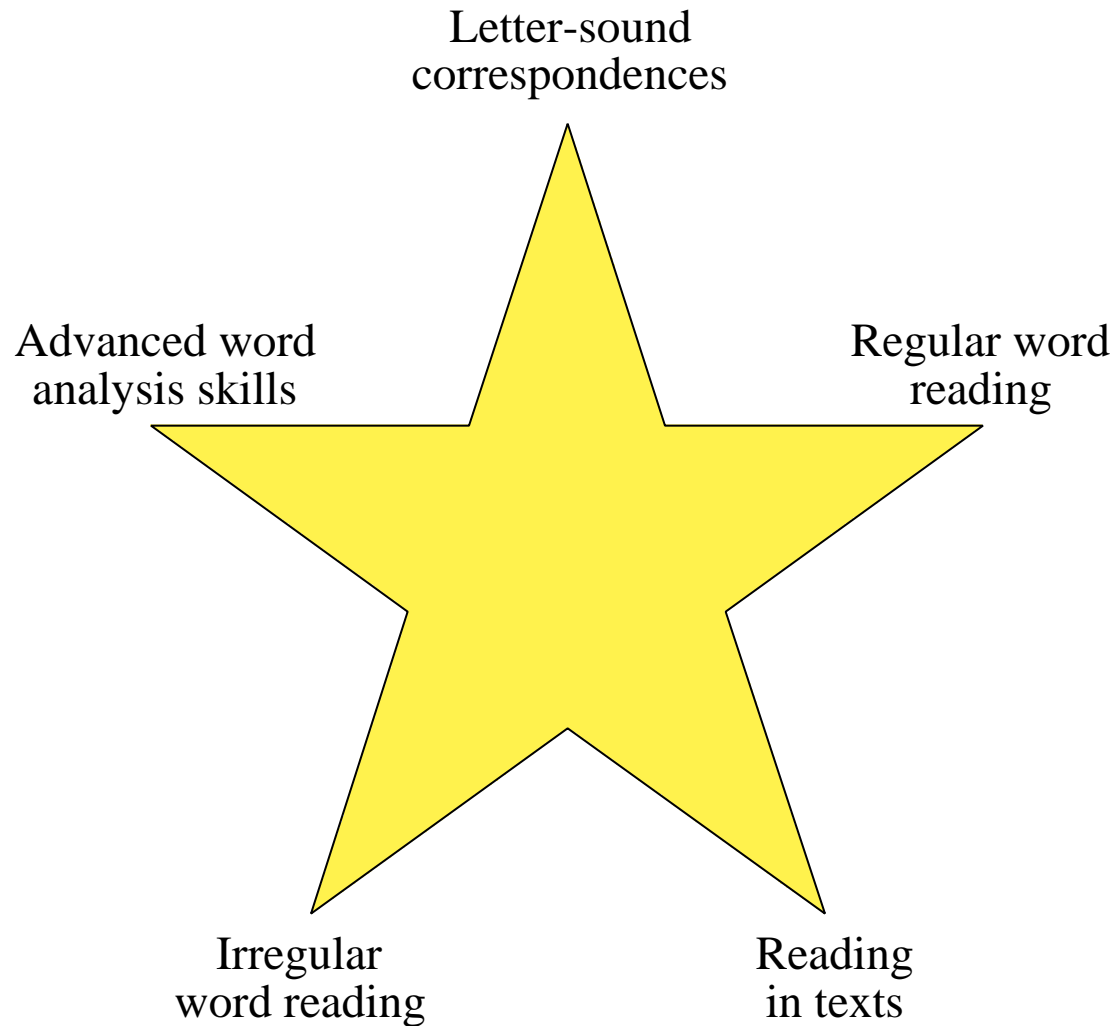 Letter-sound
correspondences
Advanced word
analysis skills
Regular word
reading
Irregular
word reading
Reading
in texts